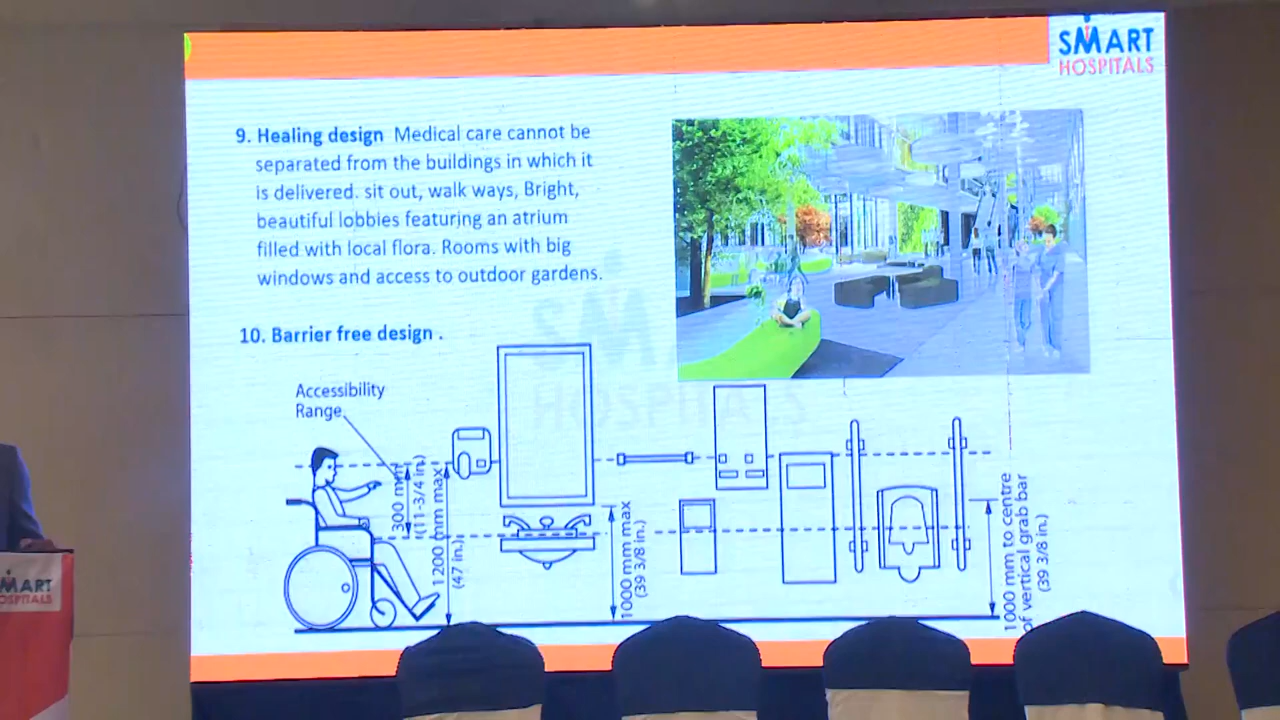 SMART
HOSPITALS
9. Healing design Medical care cannot be
separated from the buildings in which it
is delivered. sit out, walk ways, Bright,
beautiful lobbies featuring an atrium
filled with local flora. Rooms with big
windows and access to outdoor gardens.
10. Barrier free design .
SMART
HOSPITALS
Accessibility
Range
300 mm
(11-3/4 in.)
1200 mm max
(47 in.)
1000 mm max
(39 3/8 in.)
1000 mm to centre
of vertical grab bar
(39 3/8 in.)
MART
OSPITALS